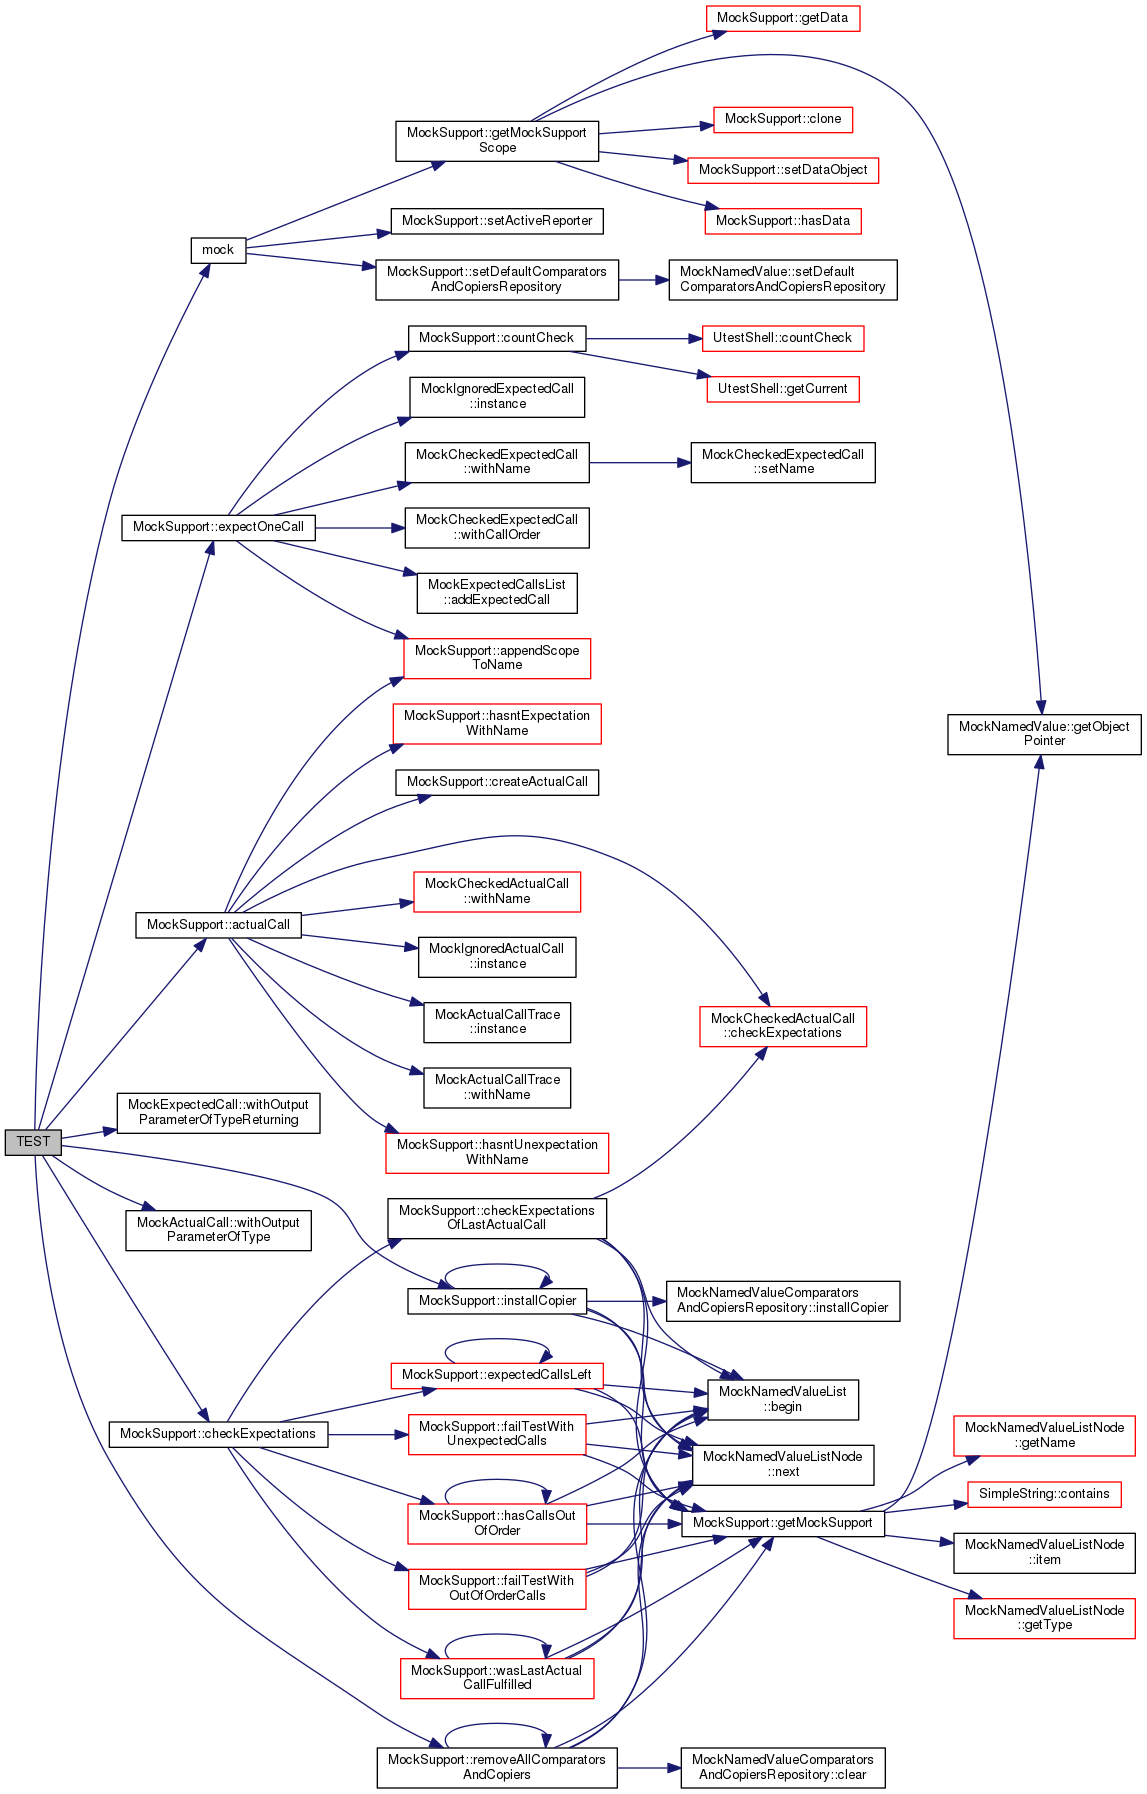 MockSupport::getData
MockSupport::getMockSupport
Scope
MockSupport::clone
MockSupport::setDataObject
MockSupport::hasData
MockSupport::setActiveReporter
mock
MockSupport::setDefaultComparators
AndCopiersRepository
MockNamedValue::setDefault
ComparatorsAndCopiersRepository
MockSupport::countCheck
UtestShell::countCheck
UtestShell::getCurrent
MockIgnoredExpectedCall
::instance
MockCheckedExpectedCall
::withName
MockCheckedExpectedCall
::setName
MockSupport::expectOneCall
MockCheckedExpectedCall
::withCallOrder
MockExpectedCallsList
::addExpectedCall
MockSupport::appendScope
ToName
MockSupport::hasntExpectation
WithName
MockNamedValue::getObject
Pointer
MockSupport::createActualCall
MockCheckedActualCall
::withName
MockSupport::actualCall
MockIgnoredActualCall
::instance
MockActualCallTrace
::instance
MockCheckedActualCall
::checkExpectations
MockActualCallTrace
::withName
MockExpectedCall::withOutput
ParameterOfTypeReturning
TEST
MockSupport::hasntUnexpectation
WithName
MockActualCall::withOutput
ParameterOfType
MockSupport::checkExpectations
OfLastActualCall
MockSupport::installCopier
MockNamedValueComparators
AndCopiersRepository::installCopier
MockSupport::expectedCallsLeft
MockNamedValueList
::begin
MockSupport::checkExpectations
MockSupport::failTestWith
UnexpectedCalls
MockNamedValueListNode
::next
MockNamedValueListNode
::getName
SimpleString::contains
MockSupport::hasCallsOut
OfOrder
MockSupport::getMockSupport
MockNamedValueListNode
::item
MockSupport::failTestWith
OutOfOrderCalls
MockNamedValueListNode
::getType
MockSupport::wasLastActual
CallFulfilled
MockSupport::removeAllComparators
AndCopiers
MockNamedValueComparators
AndCopiersRepository::clear